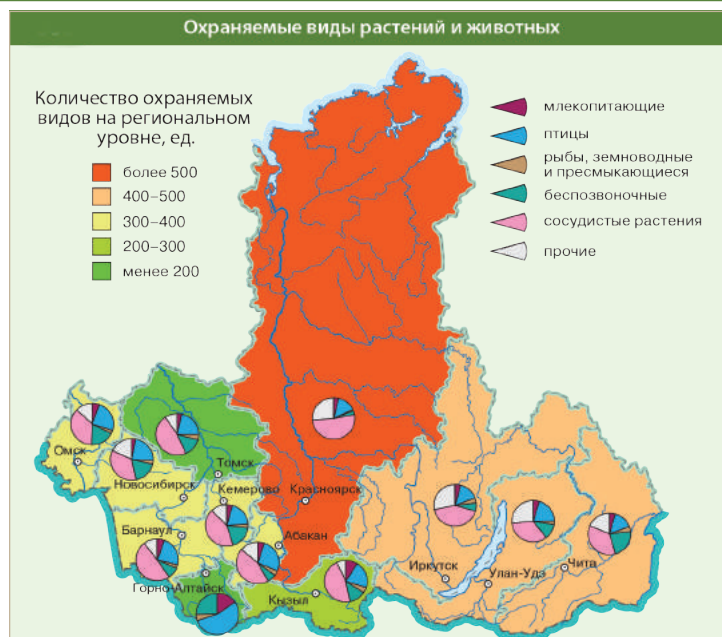 Охраняемые виды растений и животных
Количество охраняемых
видов на региональном
уровне, ед.
более 500
400–500
300–400
200–300
менее 200
млекопитающие
птицы
рыбы, земноводные
и пресмыкающиеся
беспозвоночные
сосудистые растения
прочие
Омск
Томск
Новосибирск
Кемерово
Красноярск
Барнаул
Абакан
Горно-Алтайск
Кызыл
Иркутск
Улан-Удэ
Чита